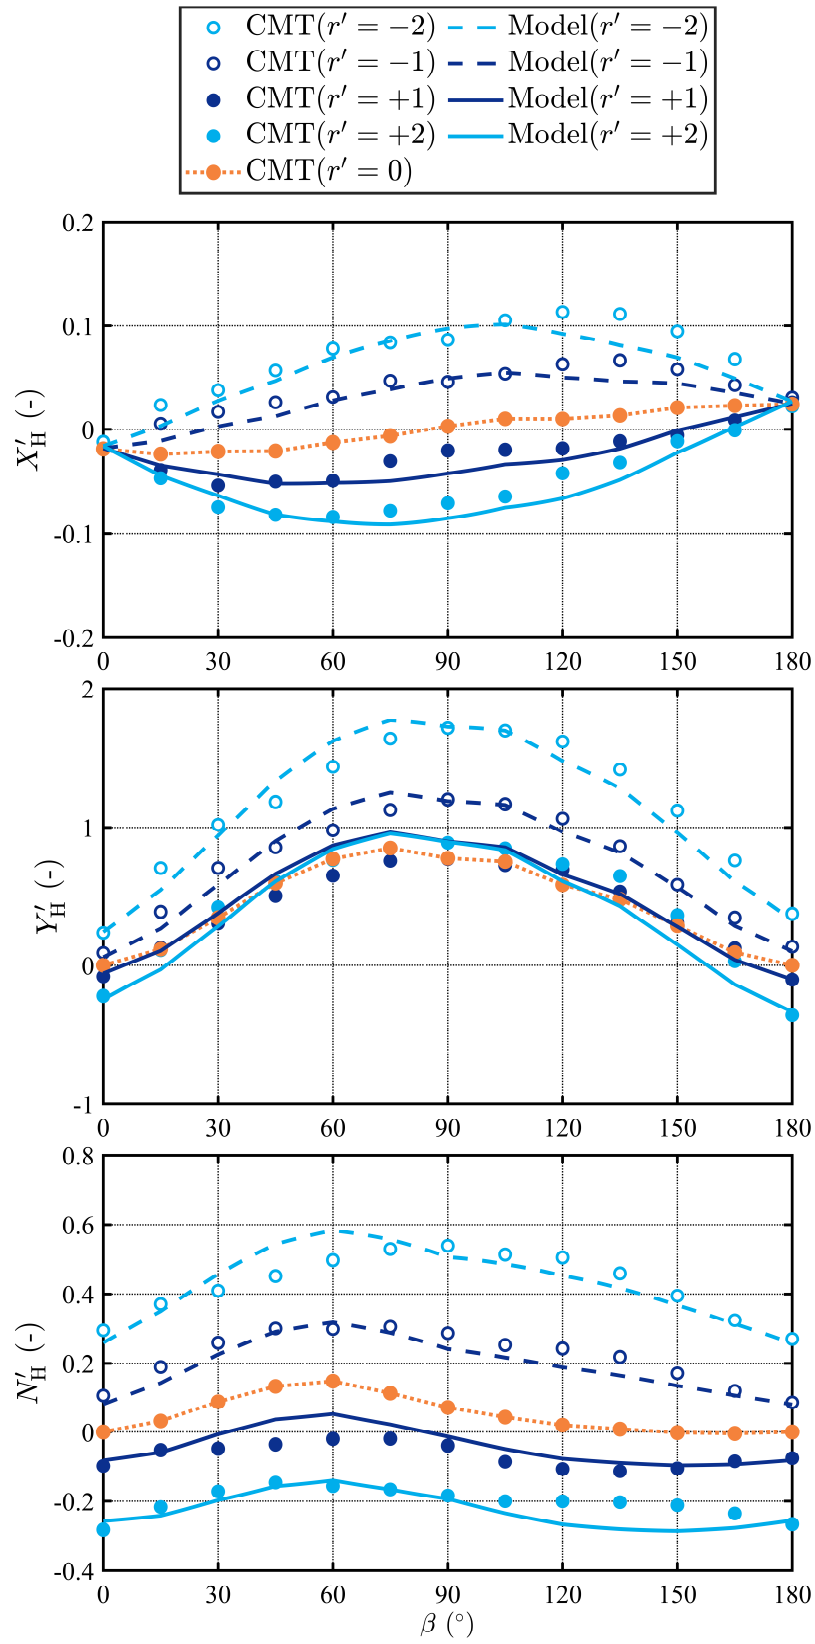 CMT(r′ = −2) Model(r′ = −2)
CMT(r′ = −1) Model(r′ = −1)
CMT(r′ = +1) Model(r′ = +1)
CMT(r′ = +2) Model(r′ = +2)
CMT(r′ = 0)
0.2
0.1
0
-0.1
-0.2
X′H (-)
0 30 60 90 120 150 180
2
1
0
-1
Y′H (-)
0 30 60 90 120 150 180
0.8
0.6
0.4
0.2
0
-0.2
-0.4
N′H (-)
0 30 60 90 120 150 180
β (°)